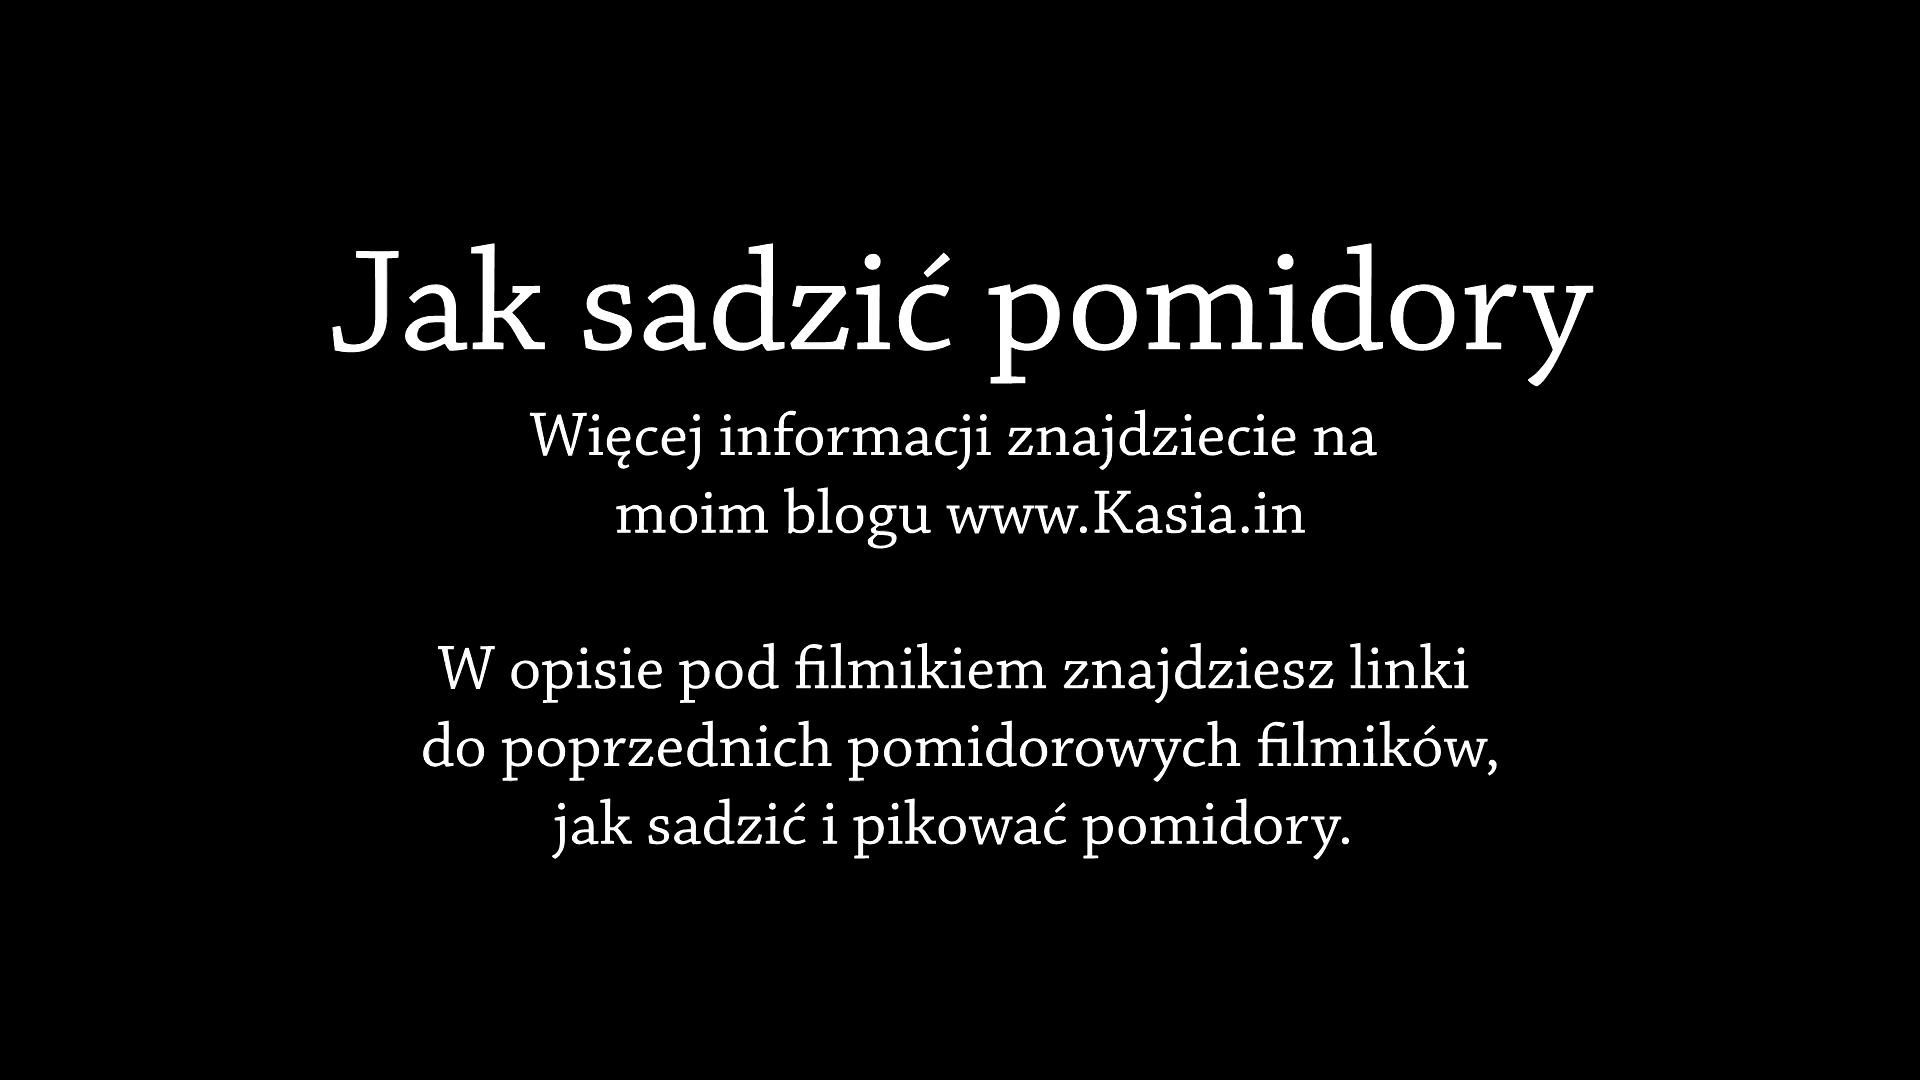 Jak sadzić pomidory
Więcej informacji znajdziecie na
moim blogu www.Kasia.in
W opisie pod filmikiem znajdziesz linki
do poprzednich pomidorowych filmików,
jak sadzić i pikować pomidory.